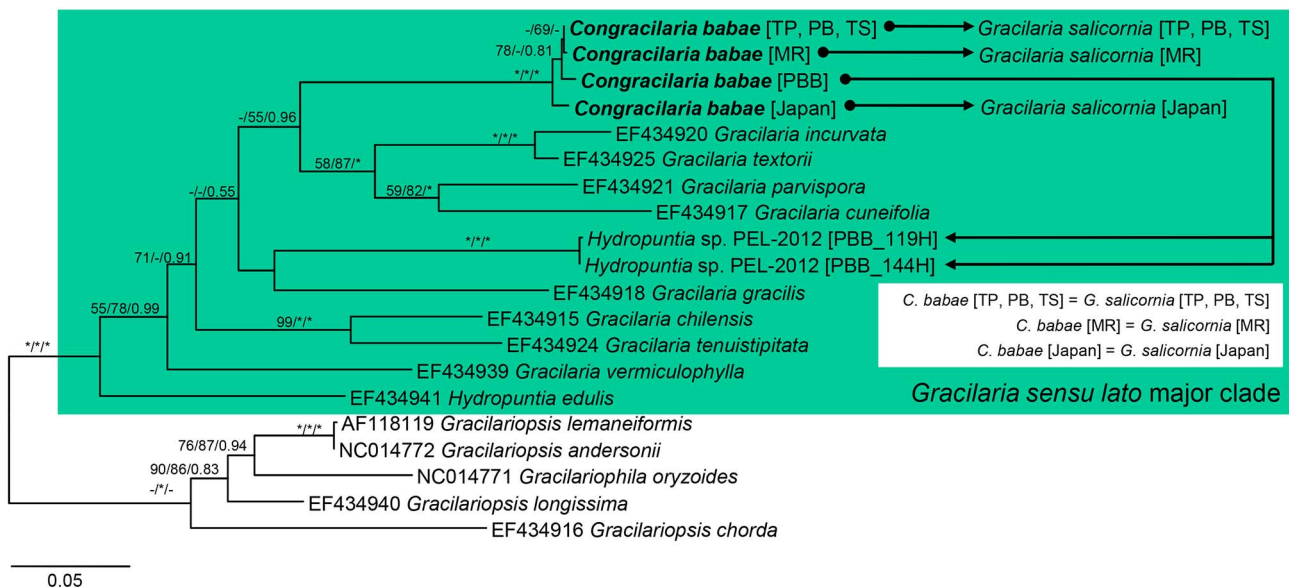 -/69/-
Congracilaria babae [TP, PB, TS] Gracilaria salicornia [TP, PB, TS]
78/-/0.81
Congracilaria babae [MR] Gracilaria salicornia [MR]
*/*/*
Congracilaria babae [PBB]
Congracilaria babae [Japan] Gracilaria salicornia [Japan]
-/55/0.96
EF434920 Gracilaria incurvata
*/*/*
EF434925 Gracilaria textorii
58/87/*
EF434921 Gracilaria parvispora
59/82/*
-/-/0.55
EF434917 Gracilaria cuneifolia
Hydropuntia sp. PEL-2012 [PBB_119H]
*/*/*
Hydropuntia sp. PEL-2012 [PBB_144H]
71/-/0.91
EF434918 Gracilaria gracilis
C. babae [TP, PB, TS] = G. salicornia [TP, PB, TS]
55/78/0.99
EF434915 Gracilaria chilensis
99/*/*
C. babae [MR] = G. salicornia [MR]
EF434924 Gracilaria tenuistipitata
C. babae [Japan] = G. salicornia [Japan]
*/*/*
EF434939 Gracilaria vermiculophylla
EF434941 Hydropuntia edulis
Gracilaria sensu lato major clade
AF118119 Gracilariopsis lemaneiformis
*/*/*
76/87/0.94
NC014772 Gracilariopsis andersonii
90/86/0.83
NC014771 Gracilariophila oryzoides
-/*/-
EF434940 Gracilariopsis longissima
EF434916 Gracilariopsis chorda
0.05